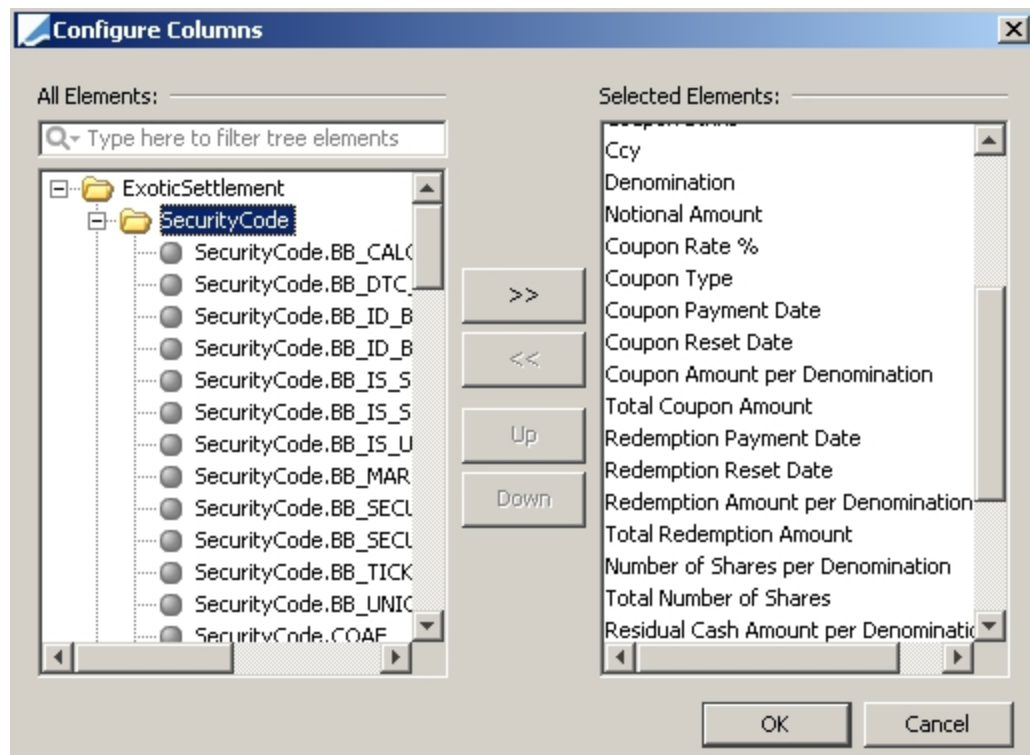 Configure Columns
All Elements:
Type here to filter tree elements
ExoticSettlement
SecurityCode
SecurityCode.BB_CALC
SecurityCode.BB_DTC_
SecurityCode.BB_ID_B
SecurityCode.BB_ID_B
SecurityCode.BB_IS_S
SecurityCode.BB_IS_S
SecurityCode.BB_IS_U
SecurityCode.BB_MAR
SecurityCode.BB_SECU
SecurityCode.BB_SECU
SecurityCode.BB_TICK
SecurityCode.BB_UNIC
SecurityCode.COAF
>>
<<
Up
Down
Selected Elements:
Ccy
Denomination
Notional Amount
Coupon Rate %
Coupon Type
Coupon Payment Date
Coupon Reset Date
Coupon Amount per Denomination
Total Coupon Amount
Redemption Payment Date
Redemption Reset Date
Redemption Amount per Denomination
Total Redemption Amount
Number of Shares per Denomination
Total Number of Shares
Residual Cash Amount per Denominatio
OK
Cancel